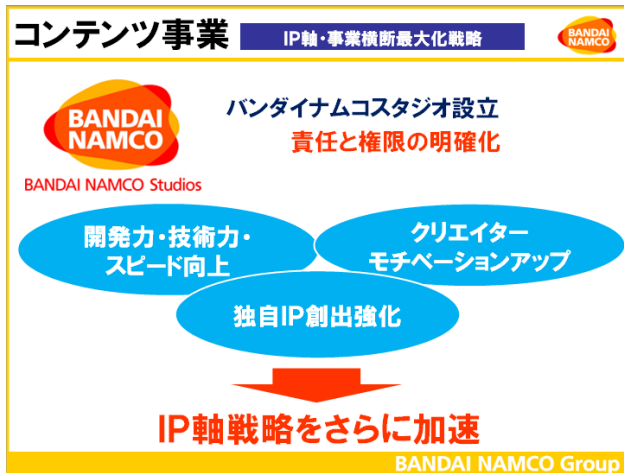 コンテンツ事業
IP軸・事業横断最大化戦略
BANDAI
NAMCO
BANDAI
NAMCO
BANDAI NAMCO Studios
バンダイナムコスタジオ設立
責任と権限の明確化
開発力・技術力・
スピード向上
クリエイター
モチベーションアップ
独自IP創出強化
IP軸戦略をさらに加速
BANDAI NAMCO Group